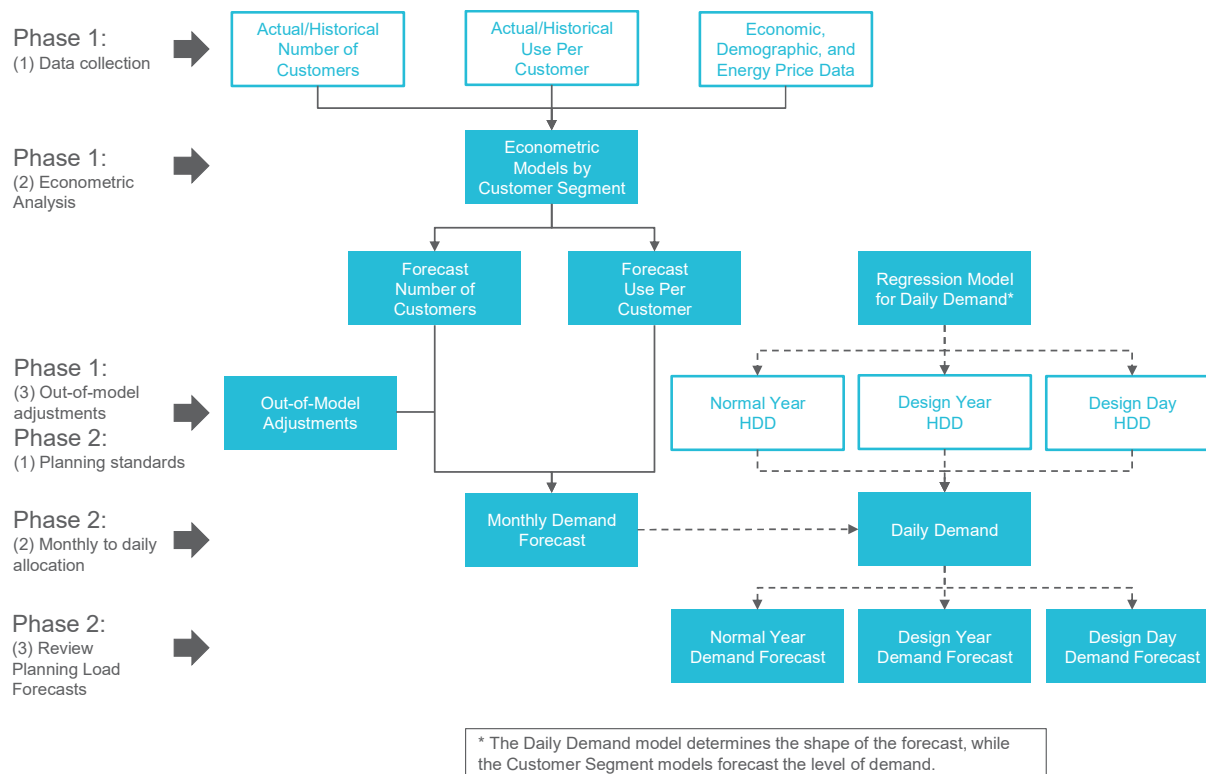 Phase 1:
(1) Data collection
Actual/Historical
Number of
Customers
Actual/Historical
Use Per
Customer
Economic,
Demographic, and
Energy Price Data
Phase 1:
(2) Econometric
Analysis
Econometric
Models by
Customer Segment
Forecast
Number of
Customers
Forecast
Use Per
Customer
Regression Model
for Daily Demand*
Phase 1:
(3) Out-of-model
adjustments
Phase 2:
(1) Planning standards
Out-of-Model
Adjustments
Normal Year
HDD
Design Year
HDD
Design Day
HDD
Phase 2:
(2) Monthly to daily
allocation
Monthly Demand
Forecast
Daily Demand
Phase 2:
(3) Review
Planning Load
Forecasts
Normal Year
Demand Forecast
Design Year
Demand Forecast
Design Day
Demand Forecast
* The Daily Demand model determines the shape of the forecast, while
the Customer Segment models forecast the level of demand.